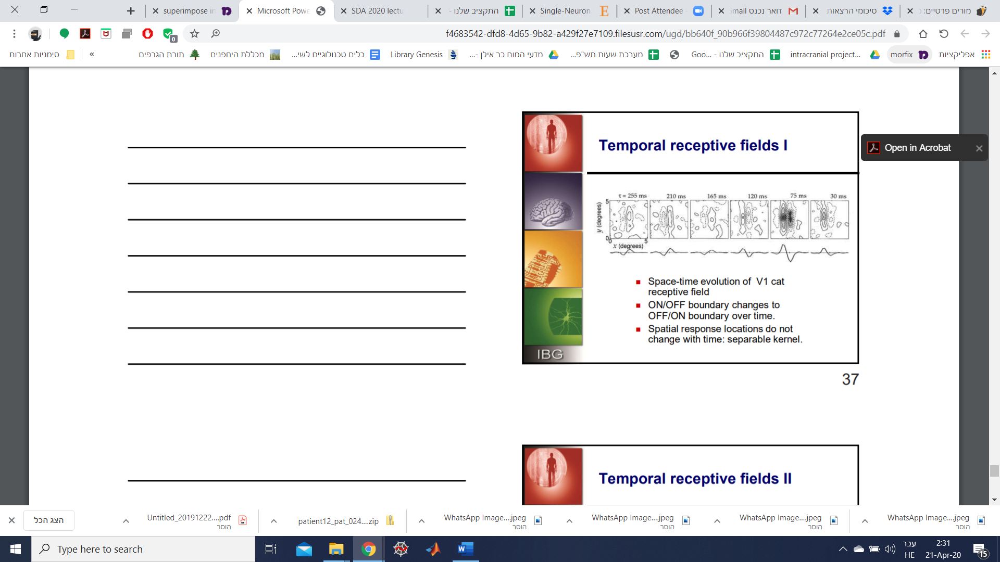 superimpose in
Microsoft Powe
SDA 2020 lectu
התקציב שלנו -
Single-Neuron
Post Attendee -
דואר נכנס
סיכומי הרצאות
מורים פרטיים:
f4683542-dfd8-4d65-9b82-a429f27e7109.filesusr.com/ugd/bb640f_90b966f39804487c972c77264e2ce05c.pdf
0
אפליקציות
morfix
intracranial project...
התקציב שלנו - Goo...
מערכת שעות תש"פ...
מדעי המוח בר אילן -...
Library Genesis
כלים טכנולוגיים לשי...
מכללת היחפנים
תורת הגרפים
«
סימניות אחרות
Open in Acrobat
Temporal receptive fields I
τ = 255 ms 210 ms 165 ms 120 ms 75 ms 30 ms
5
y (degrees)
0
0 5
x (degrees)
Space-time evolution of V1 cat
receptive field
ON/OFF boundary changes to
OFF/ON boundary over time.
Spatial response locations do not
change with time: separable kernel.
IBG
37
Temporal receptive fields II
הצג הכל
Untitled_20191222....pdf
הוסר
patient12_pat_024....zip
WhatsApp Image....jpeg
הוסר
WhatsApp Image....jpeg
הוסר
WhatsApp Image....jpeg
הוסר
WhatsApp Image....jpeg
הוסר
Type here to search
עבר
HE
2:31
21-Apr-20
15